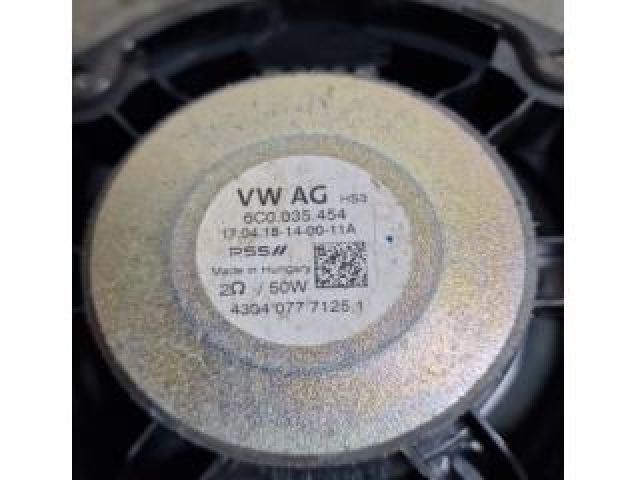 VW AG HS3
6C0.035.454
17.04.18-14-00-11A
PSS//
Made in Hungary
2Ω / 50W
4304 077 7125.1